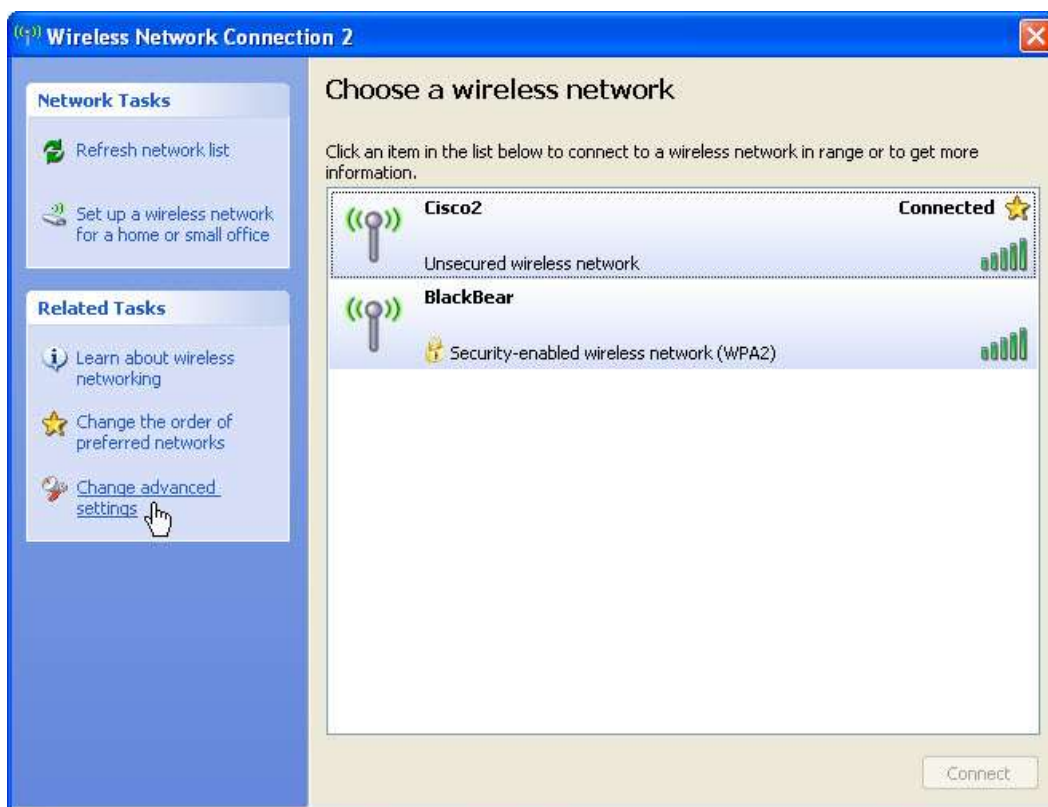 Wireless Network Connection 2
Network Tasks
Refresh network list
Set up a wireless network
for a home or small office
Related Tasks
Learn about wireless
networking
Change the order of
preferred networks
Change advanced
settings
Choose a wireless network
Click an item in the list below to connect to a wireless network in range or to get more
information.
Cisco2
Connected
Unsecured wireless network
BlackBear
Security-enabled wireless network (WPA2)
Connect